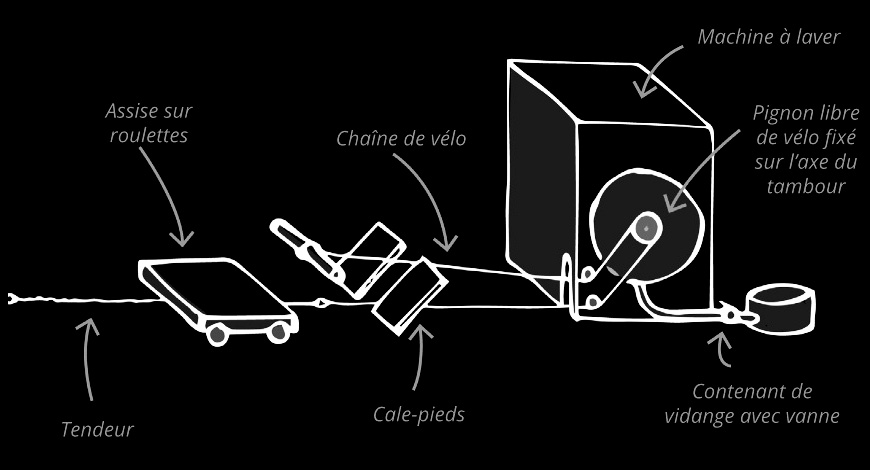 Machine à laver
Assise sur
roulettes
Chaîne de vélo
Pignon libre
de vélo fixé
sur l'axe du
tambour
Tendeur
Cale-pieds
Contenant de
vidange avec vanne